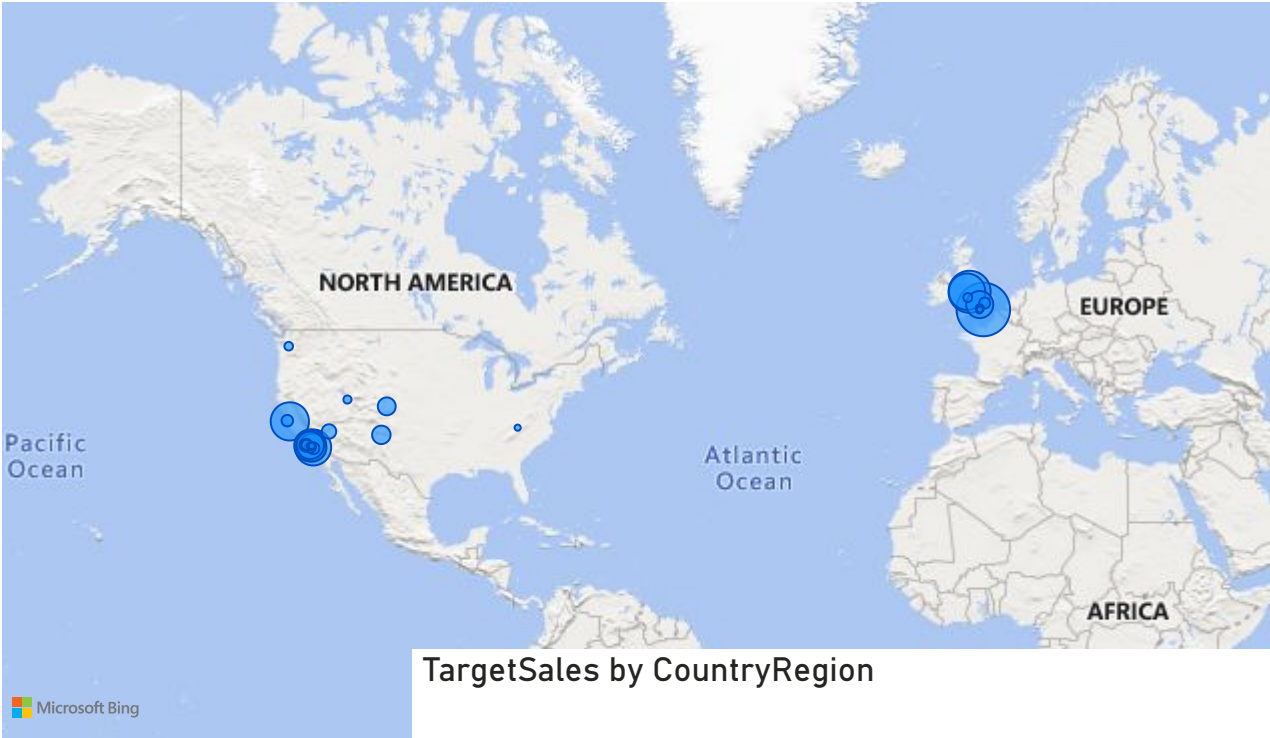 NORTH AMERICA
EUROPE
Pacific
Ocean
Atlantic
Ocean
AFRICA
TargetSales by CountryRegion
Microsoft Bing